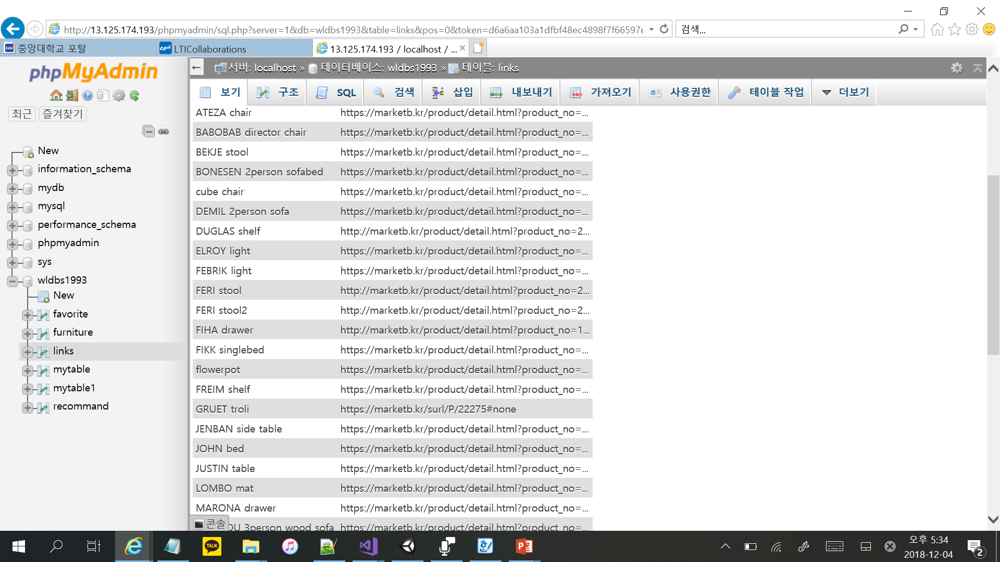 http://13.125.174.193/phpmyadmin/sql.php?server=1&db=wldbs1993&table=links&pos=0&token=d6a6aa103a1dfbf48ec4898f7f66597e
검색...
중앙대학교 포탈
LTICollaborations
13.125.174.193 / localhost / ...
phpMyAdmin
최근 즐겨찾기
New
information_schema
mydb
mysql
performance_schema
phpmyadmin
sys
wldbs1993
New
favorite
furniture
links
mytable
mytable1
recommand
서버: localhost » 데이터베이스: wldbs1993 » 테이블: links
보기 구조 SQL 검색 삽입 내보내기 가져오기 사용권한 테이블 작업 더보기
ATEZA chair https://marketb.kr/product/detail.html?product_no=...
BABOBAB director chair https://marketb.kr/product/detail.html?product_no=...
BEKJE stool https://marketb.kr/product/detail.html?product_no=...
BONESEN 2person sofabed https://marketb.kr/product/detail.html?product_no=...
cube chair https://marketb.kr/product/detail.html?product_no=...
DEMIL 2person sofa https://marketb.kr/product/detail.html?product_no=...
DUGLAS shelf http://marketb.kr/product/detail.html?product_no=2...
ELROY light https://marketb.kr/product/detail.html?product_no=...
FEBRIK light https://marketb.kr/product/detail.html?product_no=...
FERI stool http://marketb.kr/product/detail.html?product_no=2...
FERI stool2 http://marketb.kr/product/detail.html?product_no=2...
FIHA drawer http://marketb.kr/product/detail.html?product_no=1...
FIKK singlebed https://marketb.kr/product/detail.html?product_no=...
flowerpot https://marketb.kr/product/detail.html?product_no=...
FREIM shelf https://marketb.kr/product/detail.html?product_no=...
GRUET troli https://marketb.kr/surl/P/22275#none
JENBAN side table https://marketb.kr/product/detail.html?product_no=...
JOHN bed https://marketb.kr/product/detail.html?product_no=...
JUSTIN table https://marketb.kr/product/detail.html?product_no=...
LOMBO mat https://marketb.kr/product/detail.html?product_no=...
MARONA drawer https://marketb.kr/product/detail.html?product_no=...
3person wood sofa https://marketb.kr/product/detail.html?product_no=...
콘솔
TALK
오후 5:34
2018-12-04
2